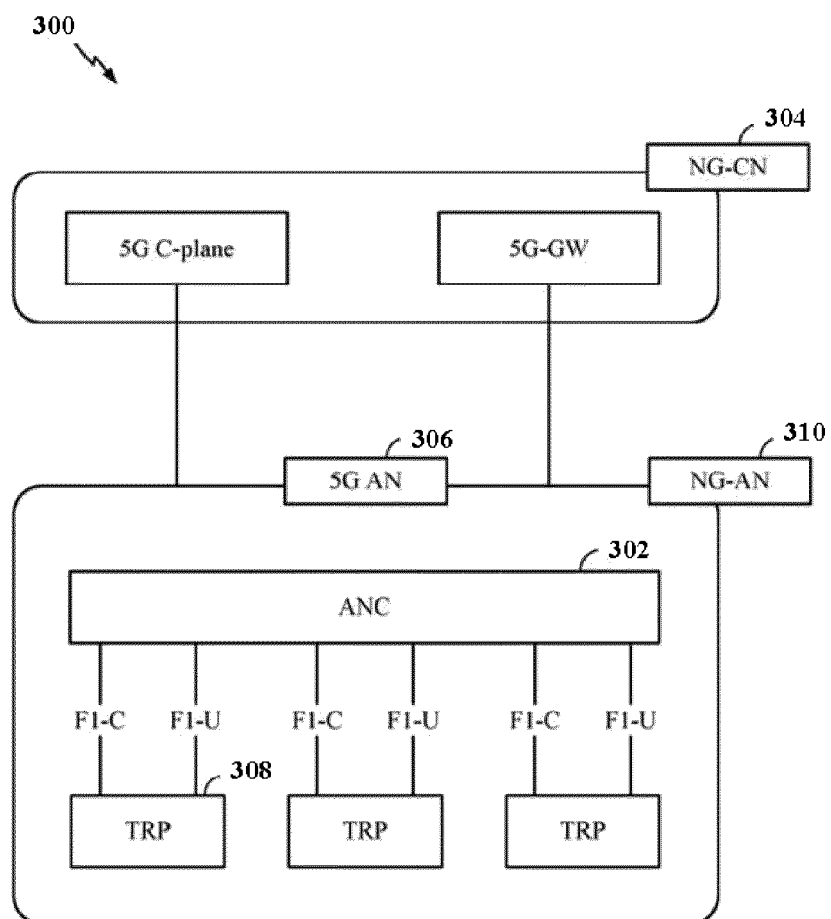 300
304
NG-CN
5G C-plane
5G-GW
306
310
5G AN
NG-AN
302
ANC
F1-C
F1-U
F1-C
F1-U
F1-C
F1-U
308
TRP
TRP
TRP